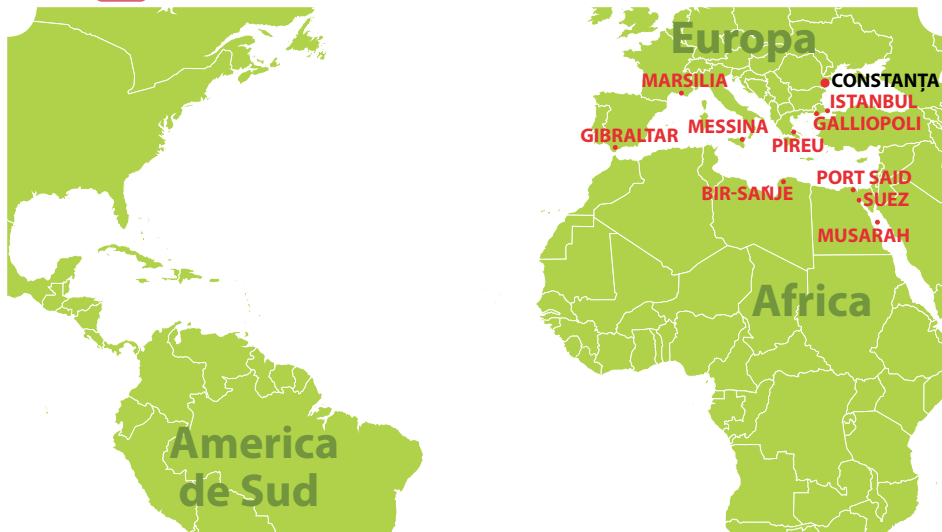 Europa
MARSILIA
CONSTANȚA
ISTANBUL
GALLIOPOLI
GIBRALTAR
MESSINA
PIREU
PORT SAID
BIR-SANJE
SUEZ
MUSARAH
Africa
America
de Sud